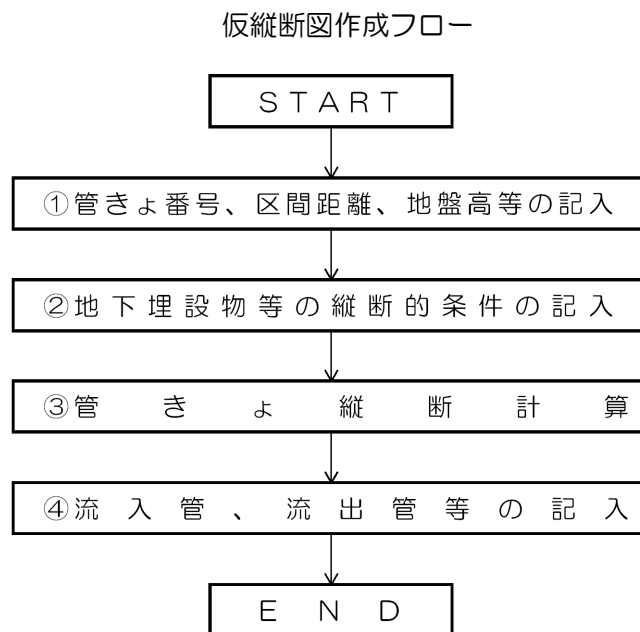 仮縦断図作成フロー
START
①管きょ番号、区間距離、地盤高等の記入
②地下埋設物等の縦断的条件の記入
③管きょ縦断計算
④流入管、流出管等の記入
END